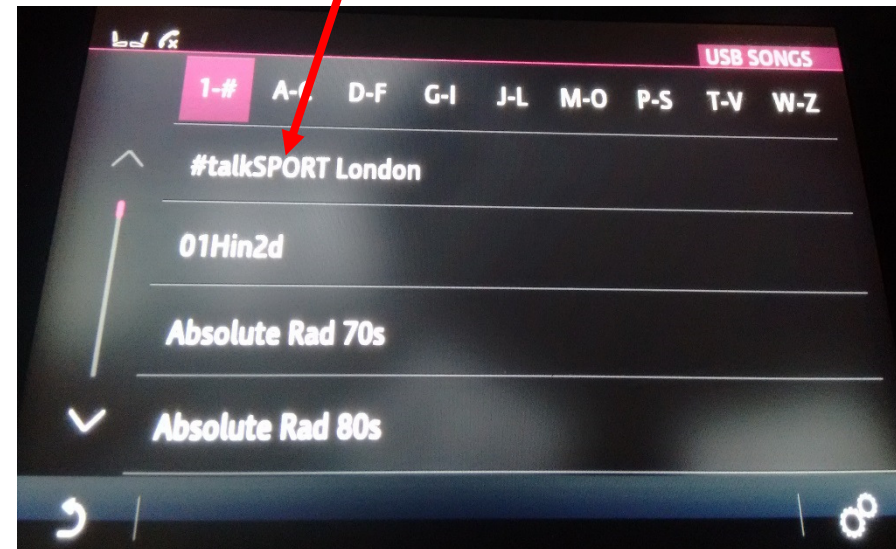 USB SONGS
1-# A-C D-F G-I J-L M-O P-S T-V W-Z
#talkSPORT London
01Hin2d
Absolute Rad 70s
Absolute Rad 80s